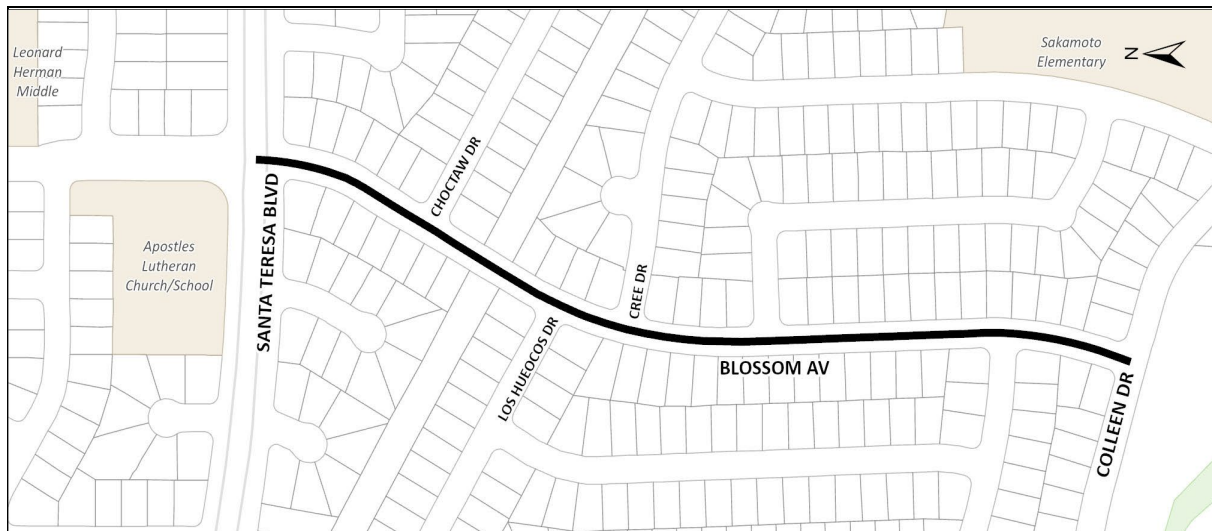 Leonard
Herman
Middle
Sakamoto
Elementary
N
CHOCTAW DR
SANTA TERESA BLVD
Apostles
Lutheran
Church/School
CREE DR
LOS HUEOCOS DR
BLOSSOM AV
COLLEEN DR